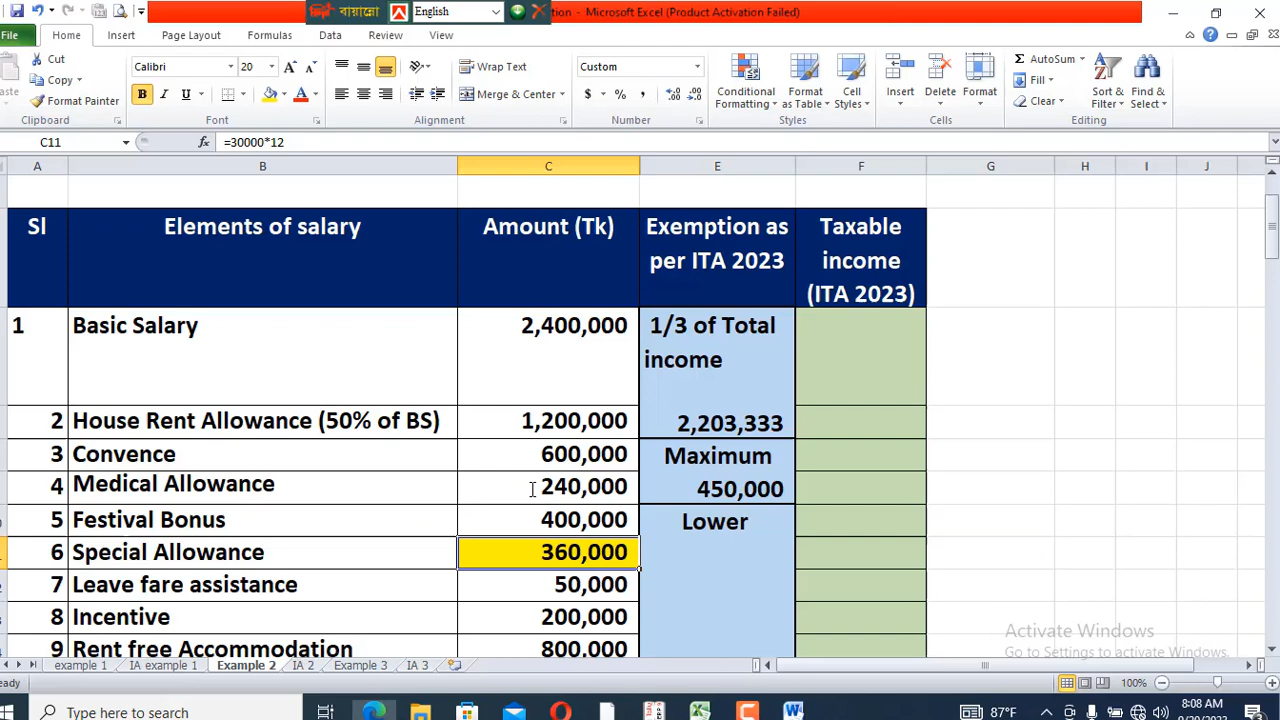 বায়ান্নো English tion - Microsoft Excel (Product Activation Failed)
File Home Insert Page Layout Formulas Data Review View
Cut
Copy
Format Painter
Clipboard
Calibri 20
B I U
Font
Wrap Text
Merge & Center
Alignment
Custom
$ % ,
Number
Conditional Formatting
Format as Table
Cell Styles
Styles
Insert Delete Format
Cells
AutoSum
Fill
Clear
Sort & Filter
Find & Select
Editing
C11 fx =30000*12
A B C E F G H I J
Sl Elements of salary Amount (Tk) Exemption as per ITA 2023 Taxable income (ITA 2023)
1 Basic Salary 2,400,000 1/3 of Total income
2 House Rent Allowance (50% of BS) 1,200,000 2,203,333
3 Convence 600,000 Maximum
4 Medical Allowance 240,000 450,000
5 Festival Bonus 400,000 Lower
6 Special Allowance 360,000
7 Leave fare assistance 50,000
8 Incentive 200,000
9 Rent free Accommodation 800,000
Activate Windows
Go to Settings to activate Windows.
example 1 IA example 1 Example 2 IA 2 Example 3 IA 3
eady 100%
Type here to search 87°F 8:08 AM